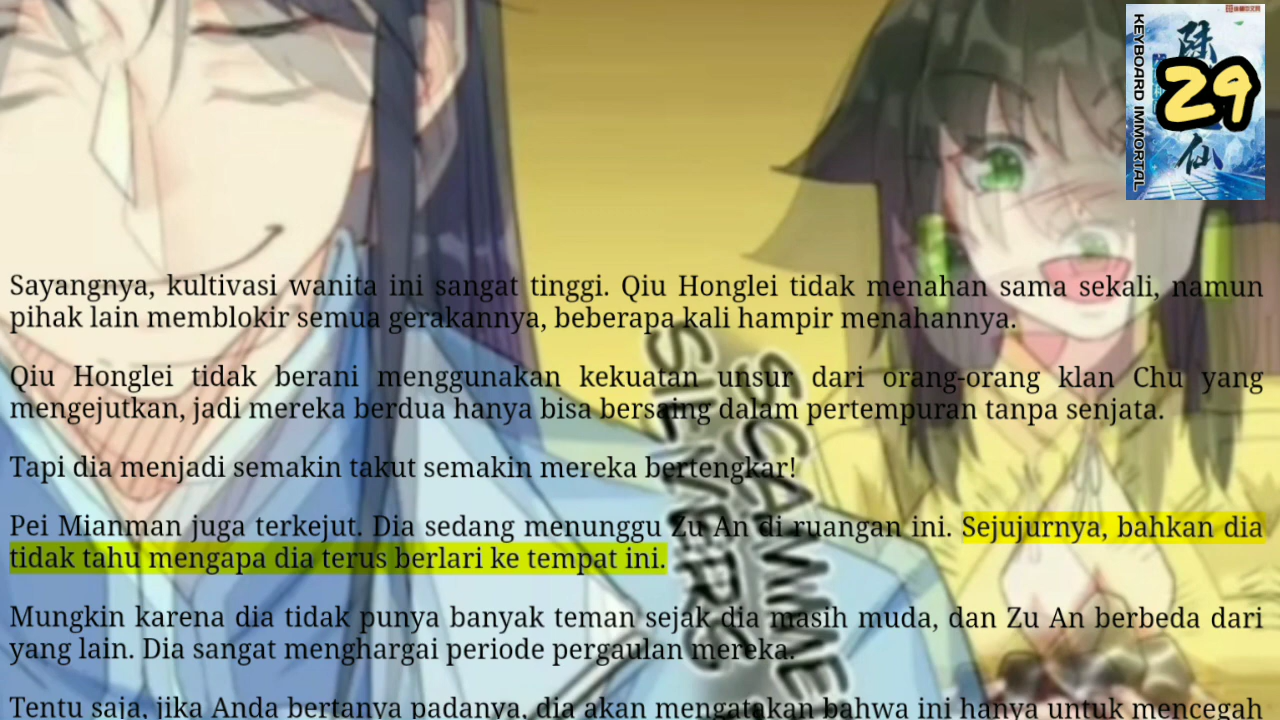 陆
29
仙
KEYBOARD IMMORTAL
Sayangnya, kultivasi wanita ini sangat tinggi. Qiu Honglei tidak menahan sama sekali, namun
pihak lain memblokir semua gerakannya, beberapa kali hampir menahannya.
Qiu Honglei tidak berani menggunakan kekuatan unsur dari orang-orang klan Chu yang
mengejutkan, jadi mereka berdua hanya bisa bersaing dalam pertempuran tanpa senjata.
Tapi dia menjadi semakin takut semakin mereka bertengkar!
Pei Mianman juga terkejut. Dia sedang menunggu Zu An di ruangan ini. Sejujurnya, bahkan dia
tidak tahu mengapa dia terus berlari ke tempat ini.
Mungkin karena dia tidak punya banyak teman sejak dia masih muda, dan Zu An berbeda dari
yang lain. Dia sangat menghargai periode pergaulan mereka.
Tentu saja, jika Anda bertanya padanya, dia akan mengatakan bahwa ini hanya untuk mencegah
SCAMME
SILVERS